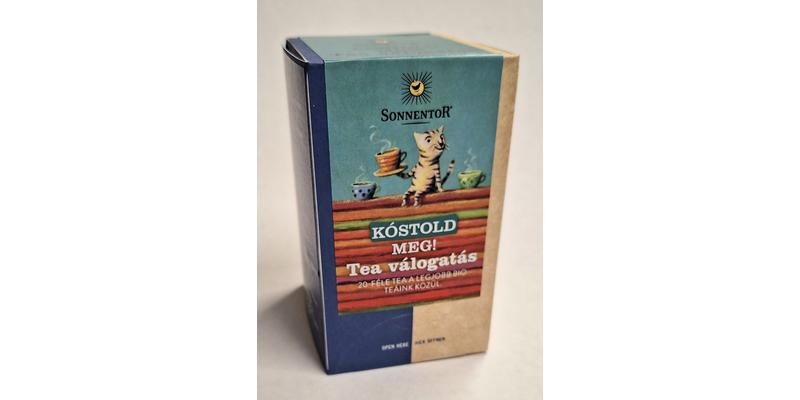 SONNENTOR®
KÓSTOLD
MEG!
Tea válogatás
20-FÉLE TEA A LEGJOBB BIO
TEÁINK KÖZÜL
OPEN HERE HIER ÖFFNEN